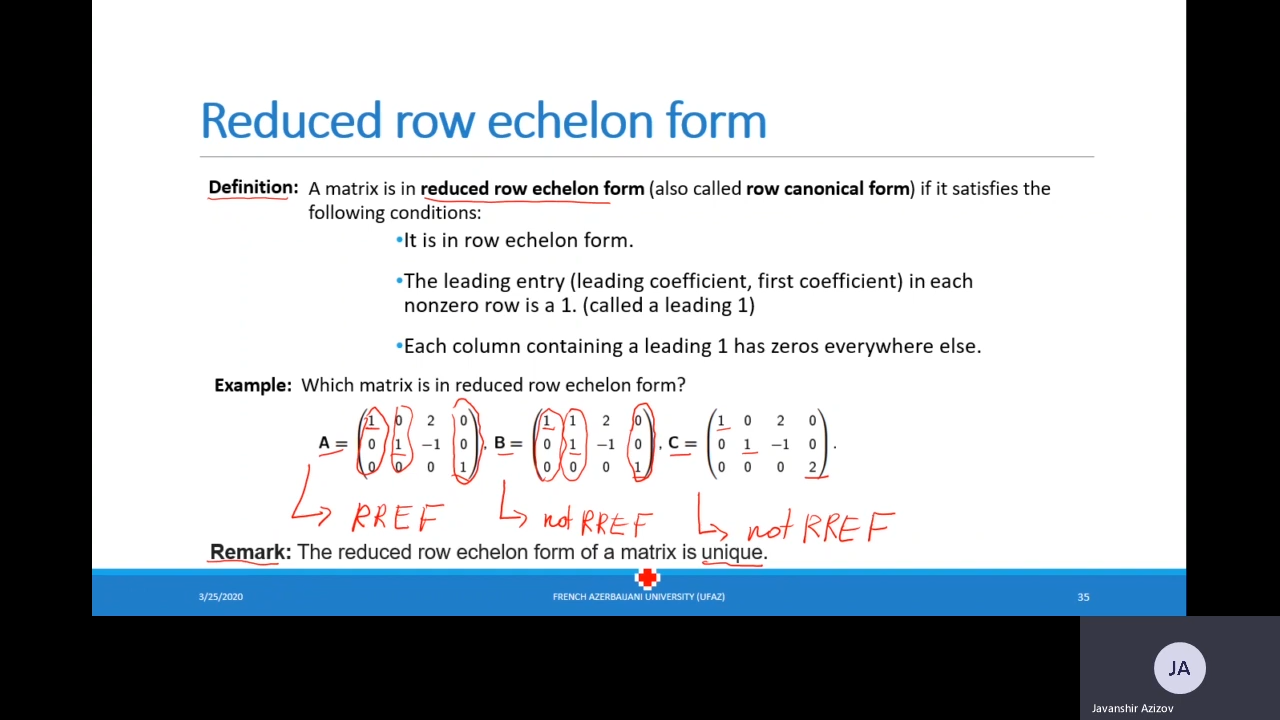 Reduced row echelon form
Definition: A matrix is in reduced row echelon form (also called row canonical form) if it satisfies the
following conditions:
•It is in row echelon form.
•The leading entry (leading coefficient, first coefficient) in each
nonzero row is a 1. (called a leading 1)
•Each column containing a leading 1 has zeros everywhere else.
Example: Which matrix is in reduced row echelon form?
1 0 2 0 1 1 2 0 1 0 2 0
A = 0 1 −1 0 , B = 0 1 −1 0 , C = 0 1 −1 0 .
0 0 0 1 0 0 0 1 0 0 0 2
RREF not RREF not RREF
Remark: The reduced row echelon form of a matrix is unique.
3/25/2020 FRENCH AZERBAIJANI UNIVERSITY (UFAZ) 35
JA
Javanshir Azizov